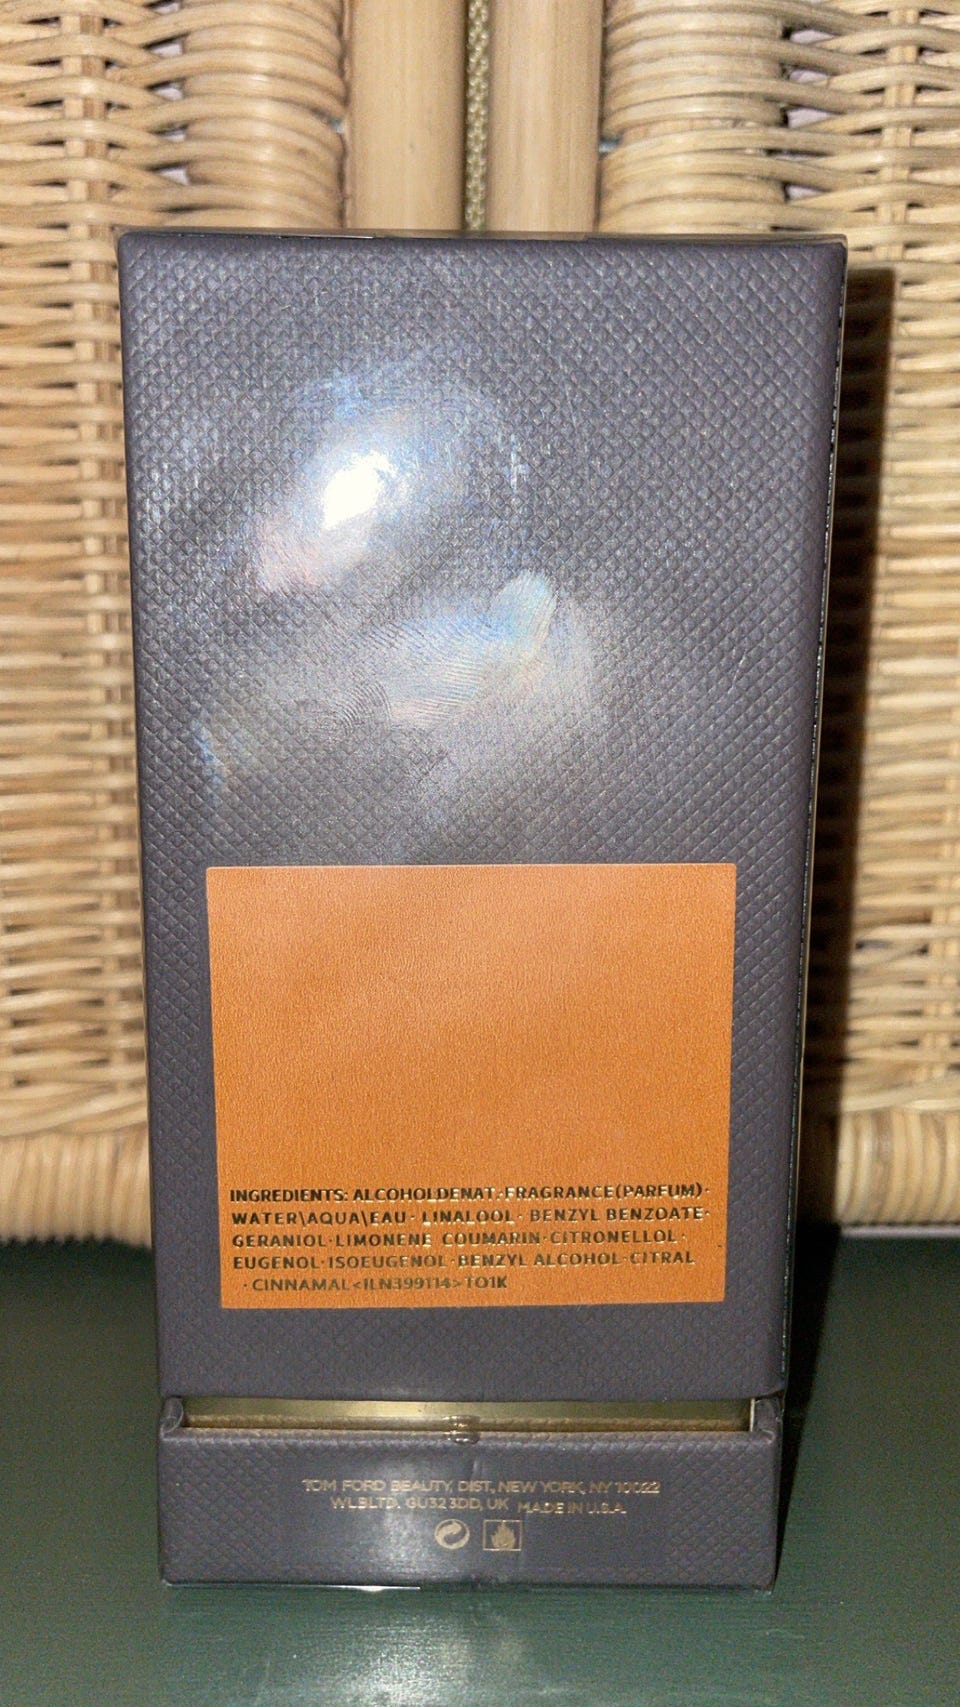 INGREDIENTS: ALCOHOLDENAT.·FRAGRANCE(PARFUM)·
WATER\AQUA\EAU· LINALOOL· BENZYL BENZOATE·
GERANIOL·LIMONENE COUMARIN·CITRONELLOL·
EUGENOL·ISOEUGENOL·BENZYL ALCOHOL·CITRAL
·CINNAMAL<ILN399114>TO1K
TOM FORD BEAUTY, DIST, NEW YORK, NY 10022
WLBLTD. GU32 3DD, UK MADE IN U.S.A.